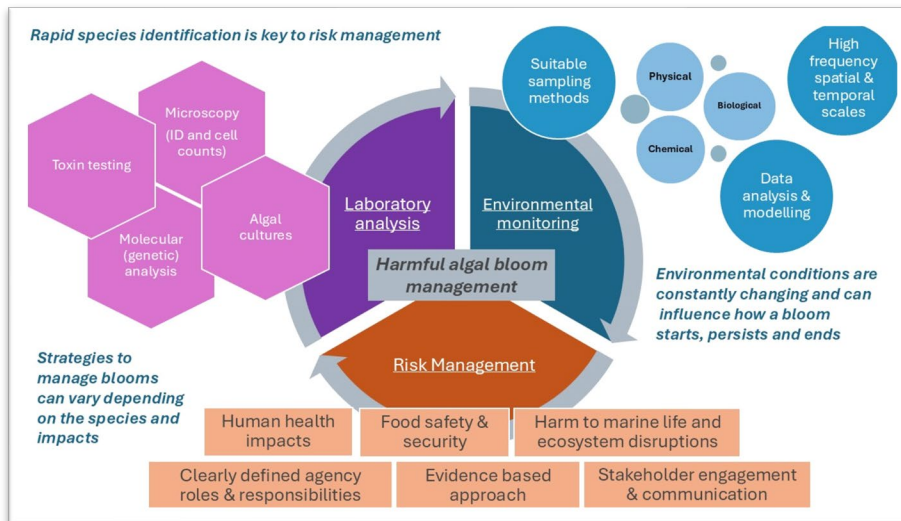 Rapid species identification is key to risk management
Microscopy
(ID and cell
counts)
Toxin testing
Algal
cultures
Molecular
(genetic)
analysis
Laboratory
analysis
Suitable
sampling
methods
Physical
Biological
Chemical
High
frequency
spatial &
temporal
scales
Data
analysis &
modelling
Environmental
monitoring
Harmful algal bloom
management
Environmental conditions are
constantly changing and can
influence how a bloom
starts, persists and ends
Strategies to
manage blooms
can vary depending
on the species and
impacts
Risk Management
Human health
impacts
Food safety &
security
Harm to marine life and
ecosystem disruptions
Clearly defined agency
roles & responsibilities
Evidence based
approach
Stakeholder engagement
& communication